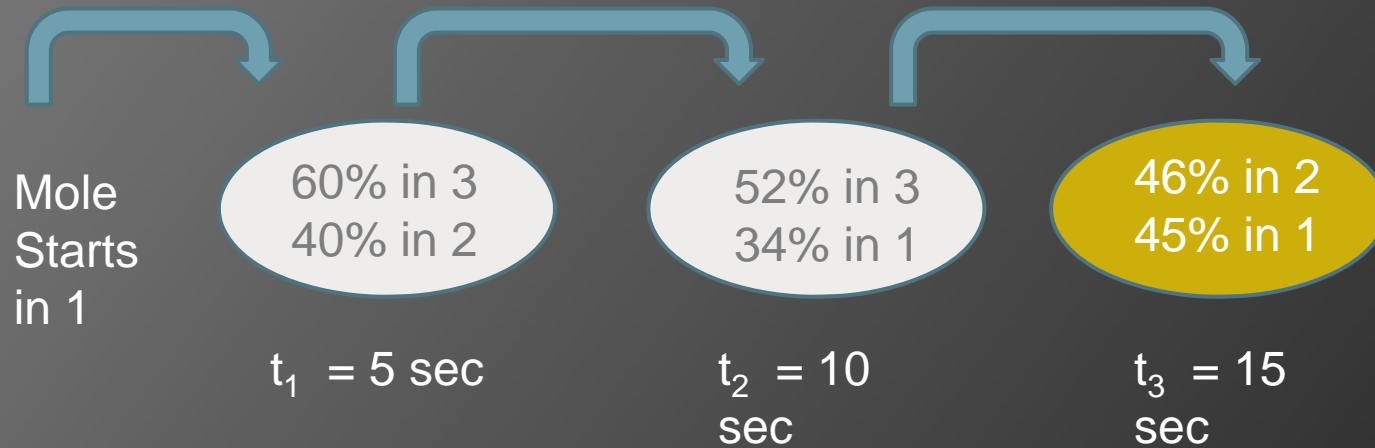 Mole
Starts
in 1
60% in 3
40% in 2
t₁ = 5 sec
52% in 3
34% in 1
t₂ = 10
sec
46% in 2
45% in 1
t₃ = 15
sec